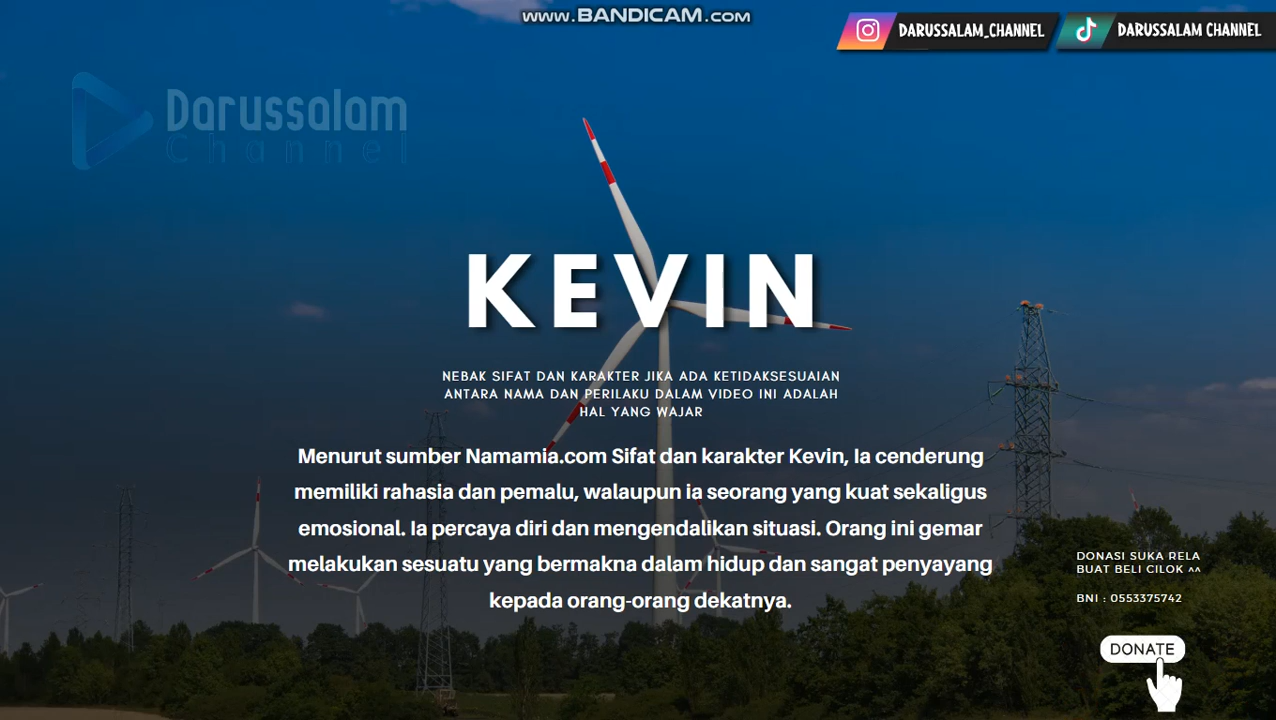 www.BANDICAM.com
DARUSSALAM_CHANNEL
DARUSSALAM CHANNEL
Darussalam
Channel
KEVIN
NEBAK SIFAT DAN KARAKTER JIKA ADA KETIDAKSESUAIAN
ANTARA NAMA DAN PERILAKU DALAM VIDEO INI ADALAH
HAL YANG WAJAR
Menurut sumber Namamia.com Sifat dan karakter Kevin, Ia cenderung
memiliki rahasia dan pemalu, walaupun ia seorang yang kuat sekaligus
emosional. Ia percaya diri dan mengendalikan situasi. Orang ini gemar
melakukan sesuatu yang bermakna dalam hidup dan sangat penyayang
kepada orang-orang dekatnya.
DONASI SUKA RELA
BUAT BELI CILOK ^^
BNI : 0553375742
DONATE